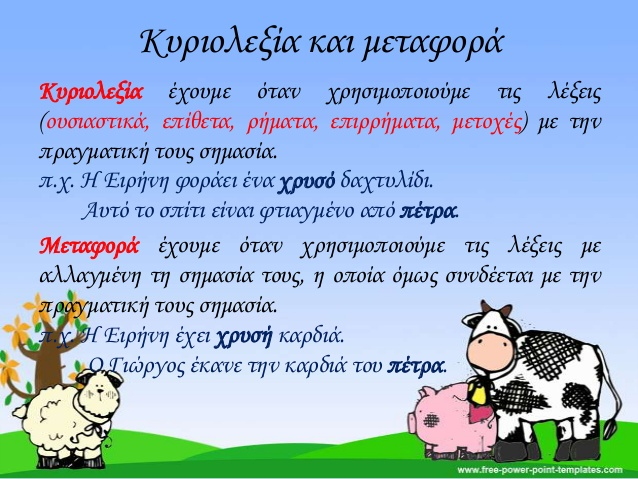 Κυριολεξία και μεταφορά
Κυριολεξία έχουμε όταν χρησιμοποιούμε τις λέξεις
(ουσιαστικά, επίθετα, ρήματα, επιρρήματα, μετοχές) με την
πραγματική τους σημασία.
π.χ. Η Ειρήνη φοράει ένα χρυσό δαχτυλίδι.
Αυτό το σπίτι είναι φτιαγμένο από πέτρα.
Μεταφορά έχουμε όταν χρησιμοποιούμε τις λέξεις με
αλλαγμένη τη σημασία τους, η οποία όμως συνδέεται με την
πραγματική τους σημασία.
π.χ. Η Ειρήνη έχει χρυσή καρδιά.
Ο Γιώργος έκανε την καρδιά του πέτρα.
www.free-power-point-templates.com